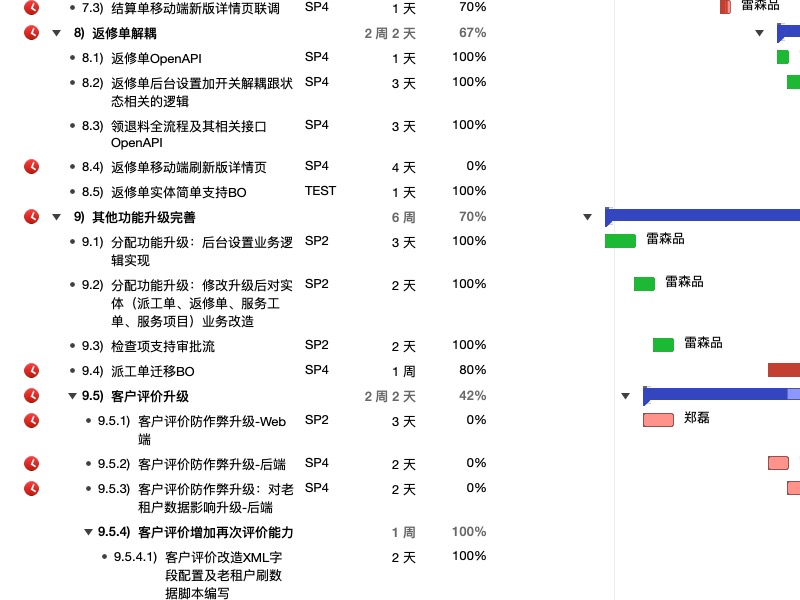 7.3) 结算单移动端新版详情页联调 SP4 1 天 70% 雷森品
8) 返修单解耦 2 周 2 天 67%
8.1) 返修单OpenAPI SP4 1 天 100%
8.2) 返修单后台设置加开关解耦跟状 SP4 3 天 100%
态相关的逻辑
8.3) 领退料全流程及其相关接口 SP4 3 天 100%
OpenAPI
8.4) 返修单移动端刷新版详情页 SP4 4 天 0%
8.5) 返修单实体简单支持BO TEST 1 天 100%
9) 其他功能升级完善 6 周 70%
9.1) 分配功能升级：后台设置业务逻 SP2 3 天 100% 雷森品
辑实现
9.2) 分配功能升级：修改升级后对实 SP2 2 天 100% 雷森品
体（派工单、返修单、服务工
单、服务项目）业务改造
9.3) 检查项支持审批流 SP2 2 天 100% 雷森品
9.4) 派工单迁移BO SP4 1 周 80%
9.5) 客户评价升级 2 周 2 天 42%
9.5.1) 客户评价防作弊升级-Web SP2 3 天 0% 郑磊
端
9.5.2) 客户评价防作弊升级-后端 SP4 2 天 0%
9.5.3) 客户评价防作弊升级：对老 SP4 2 天 0%
租户数据影响升级-后端
9.5.4) 客户评价增加再次评价能力 1 周 100%
9.5.4.1) 客户评价改造XML字 2 天 100%
段配置及老租户刷数
据脚本编写